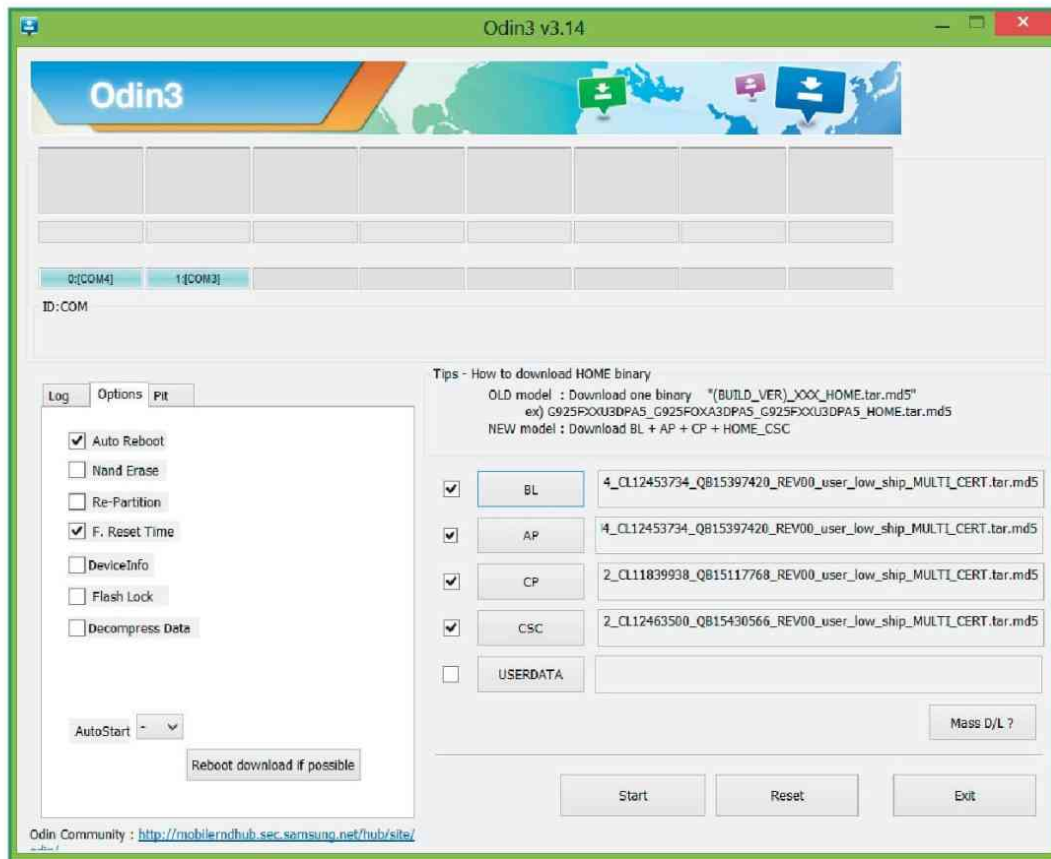 Odin3 v3.14
Odin3
0:[COM4] 1:[COM3]
ID:COM
Log Options Pit
Auto Reboot
Nand Erase
Re-Partition
F. Reset Time
DeviceInfo
Flash Lock
Decompress Data
AutoStart -
Reboot download if possible
Odin Community : http://mobilerndhub.sec.samsung.net/hub/site/
odin/
Tips - How to download HOME binary
OLD model : Download one binary "(BUILD_VER)_XXX_HOME.tar.md5"
ex) G925FXXU3DPA5_G925FOXA3DPA5_G925FXXU3DPA5_HOME.tar.md5
NEW model : Download BL + AP + CP + HOME_CSC
BL 4_CL12453734_QB15397420_REV00_user_low_ship_MULTI_CERT.tar.md5
AP 4_CL12453734_QB15397420_REV00_user_low_ship_MULTI_CERT.tar.md5
CP 2_CL11839938_QB15117768_REV00_user_low_ship_MULTI_CERT.tar.md5
CSC 2_CL12463500_QB15430566_REV00_user_low_ship_MULTI_CERT.tar.md5
USERDATA
Mass D/L ?
Start Reset Exit